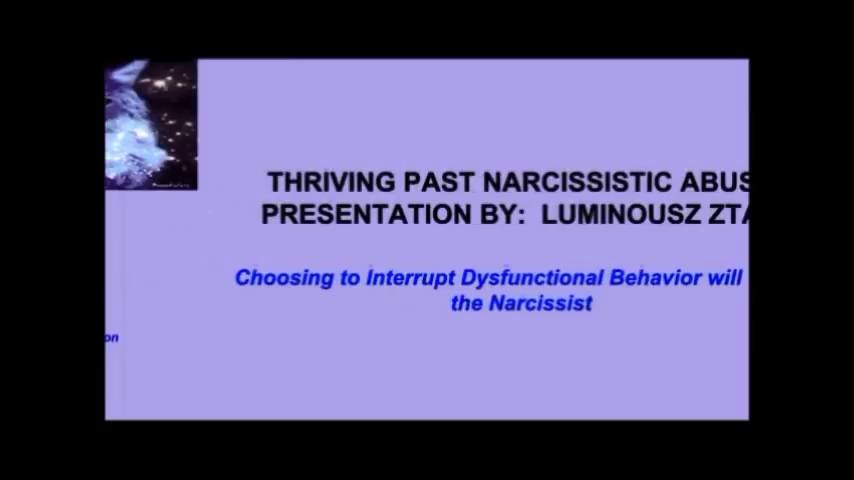 THRIVING PAST NARCISSISTIC ABUS
PRESENTATION BY: LUMINOUSZ ZTA
Choosing to Interrupt Dysfunctional Behavior will
the Narcissist
on